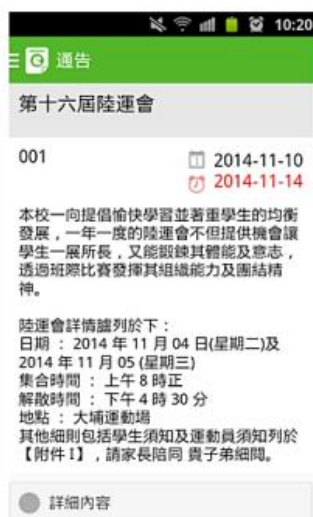 10:20
通告
第十六屆陸運會
001
2014-11-10
2014-11-14
本校一向提倡愉快學習並著重學生的均衡
發展，一年一度的陸運會不但提供機會讓
學生一展所長，又能鍛鍊其體能及意志，
透過班際比賽發揮其組織能力及團結精
神。
陸運會詳情臚列於下：
日期 ： 2014 年 11 月 04 日(星期二)及
2014 年 11 月 05 (星期三)
集合時間 ： 上午 8 時正
解散時間 ： 下午 4 時 30 分
地點 ： 大埔運動場
其他細則包括學生須知及運動員須知列於
【附件 I】，請家長陪同 貴子弟細閱。
詳細內容